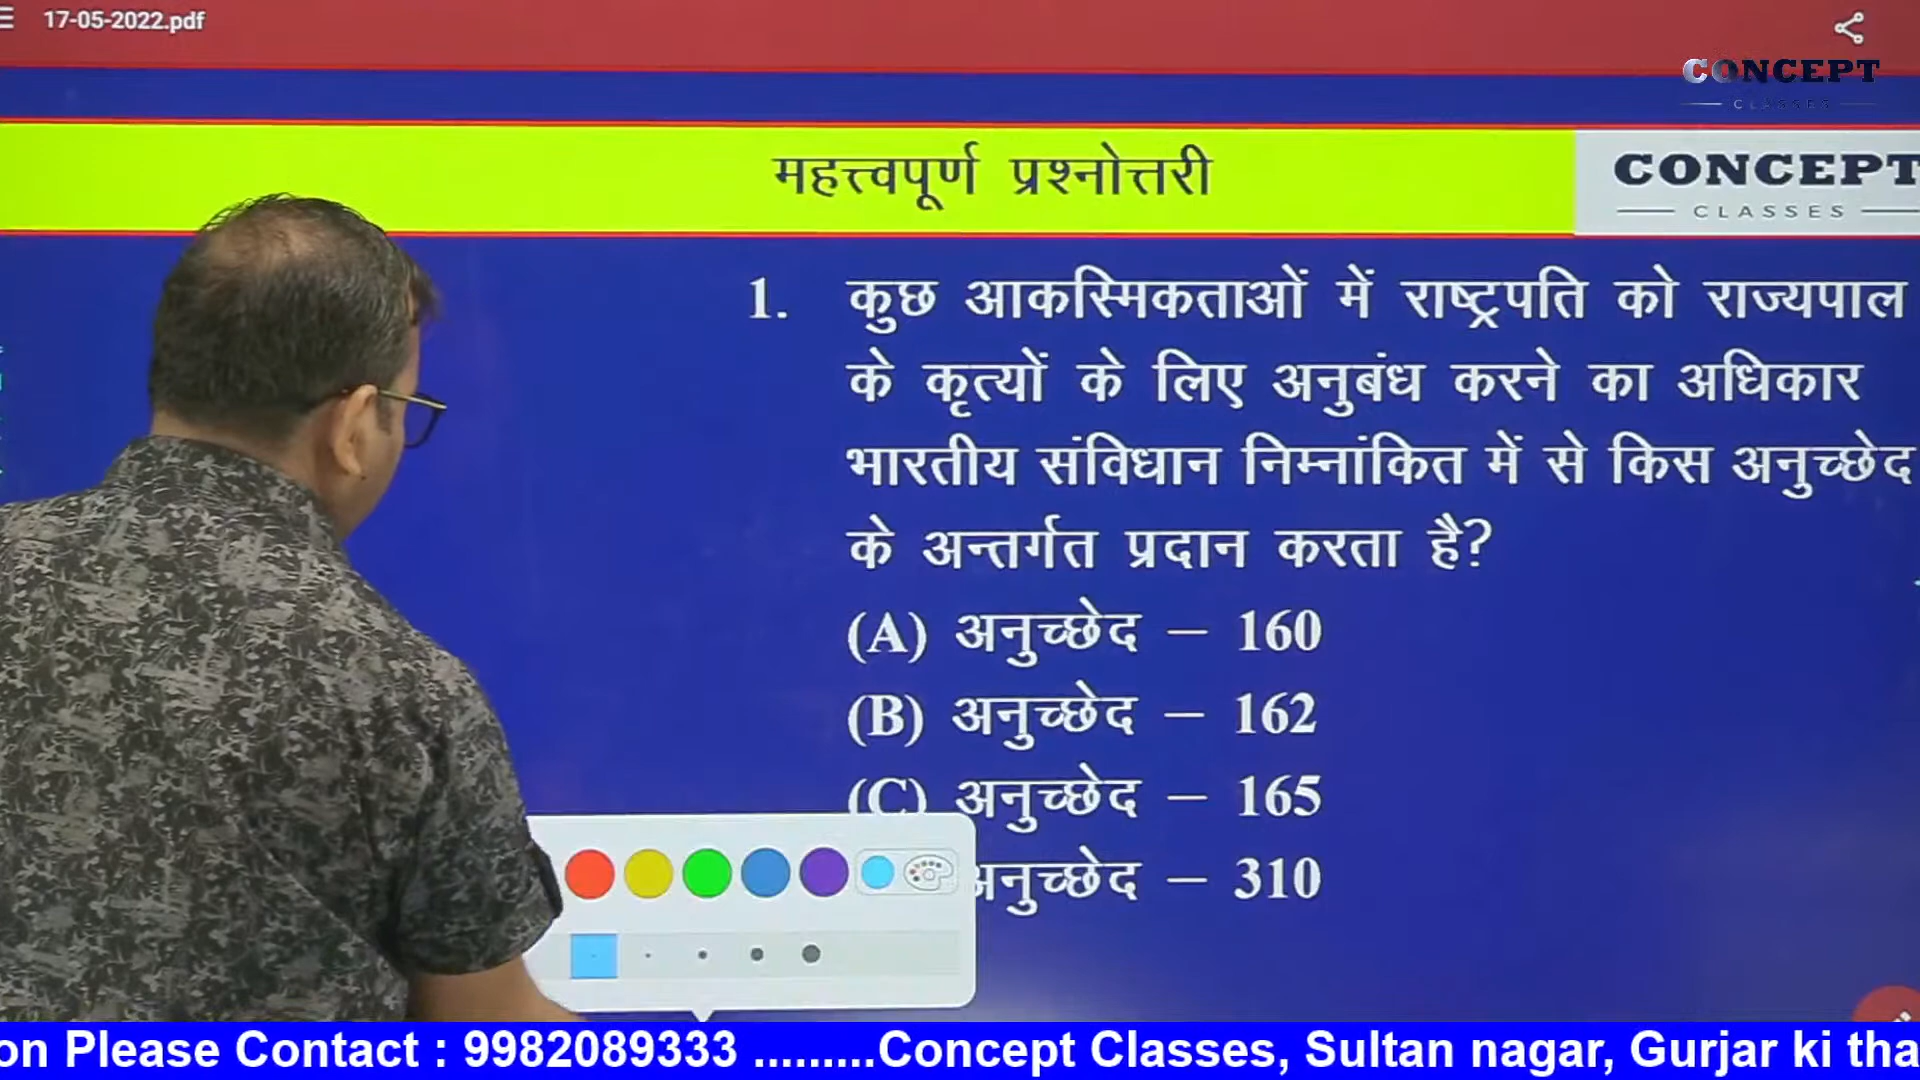 17-05-2022.pdf
CONCEPT
CLASSES
महत्त्वपूर्ण प्रश्नोत्तरी
CONCEPT
CLASSES
1. कुछ आकस्मिकताओं में राष्ट्रपति को राज्यपाल
के कृत्यों के लिए अनुबंध करने का अधिकार
भारतीय संविधान निम्नांकित में से किस अनुच्छेद
के अन्तर्गत प्रदान करता है?
(A) अनुच्छेद – 160
(B) अनुच्छेद – 162
(C) अनुच्छेद – 165
अनुच्छेद – 310
on Please Contact : 9982089333 .........Concept Classes, Sultan nagar, Gurjar ki tha